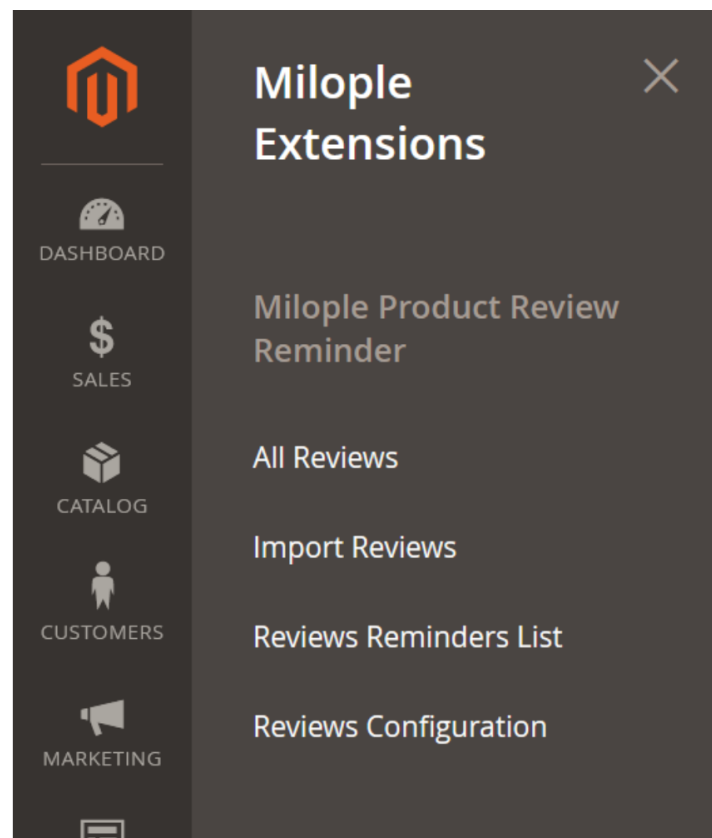 Milople
Extensions
DASHBOARD
SALES
CATALOG
CUSTOMERS
MARKETING
Milople Product Review
Reminder
All Reviews
Import Reviews
Reviews Reminders List
Reviews Configuration